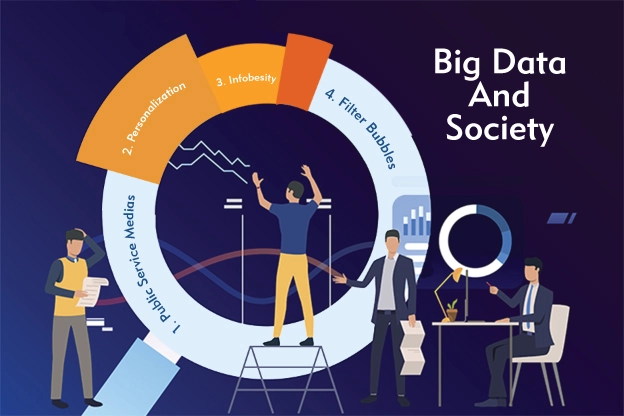 Big Data
And
Society
1. Public Service Medias
2. Personalization
3. Infobesity
4. Filter Bubbles